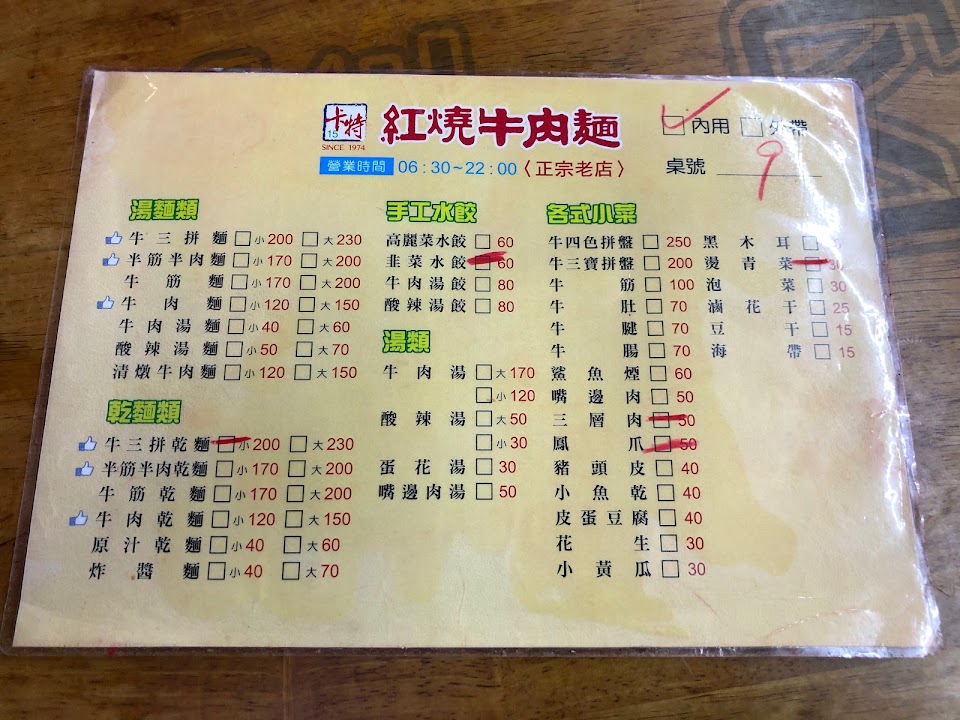 卡特
15
SINCE 1974
紅燒牛肉麵
內用 外帶
營業時間 06:30~22:00〈正宗老店〉
桌號 9
湯麵類
牛三拼麵 小200 大230
半筋半肉麵 小170 大200
牛筋麵 小170 大200
牛肉麵 小120 大150
牛肉湯麵 小40 大60
酸辣湯麵 小50 大70
清燉牛肉麵 小120 大150
乾麵類
牛三拼乾麵 小200 大230
半筋半肉乾麵 小170 大200
牛筋乾麵 小170 大200
牛肉乾麵 小120 大150
原汁乾麵 小40 大60
炸醬麵 小40 大70
手工水餃
高麗菜水餃 60
韭菜水餃 60
牛肉湯餃 80
酸辣湯餃 80
湯類
牛肉湯 大170
小120
酸辣湯 大50
小30
蛋花湯 30
嘴邊肉湯 50
各式小菜
牛四色拼盤 250
牛三寶拼盤 200
牛筋 100
牛肚 70
牛腱 70
牛腸 70
鯊魚煙 60
嘴邊肉 50
三層肉 50
鳳爪 50
豬頭皮 40
小魚乾 40
皮蛋豆腐 40
花生 30
小黃瓜 30
黑木耳
燙青菜 30
泡菜 30
滷花干 25
豆干 15
海帶 15